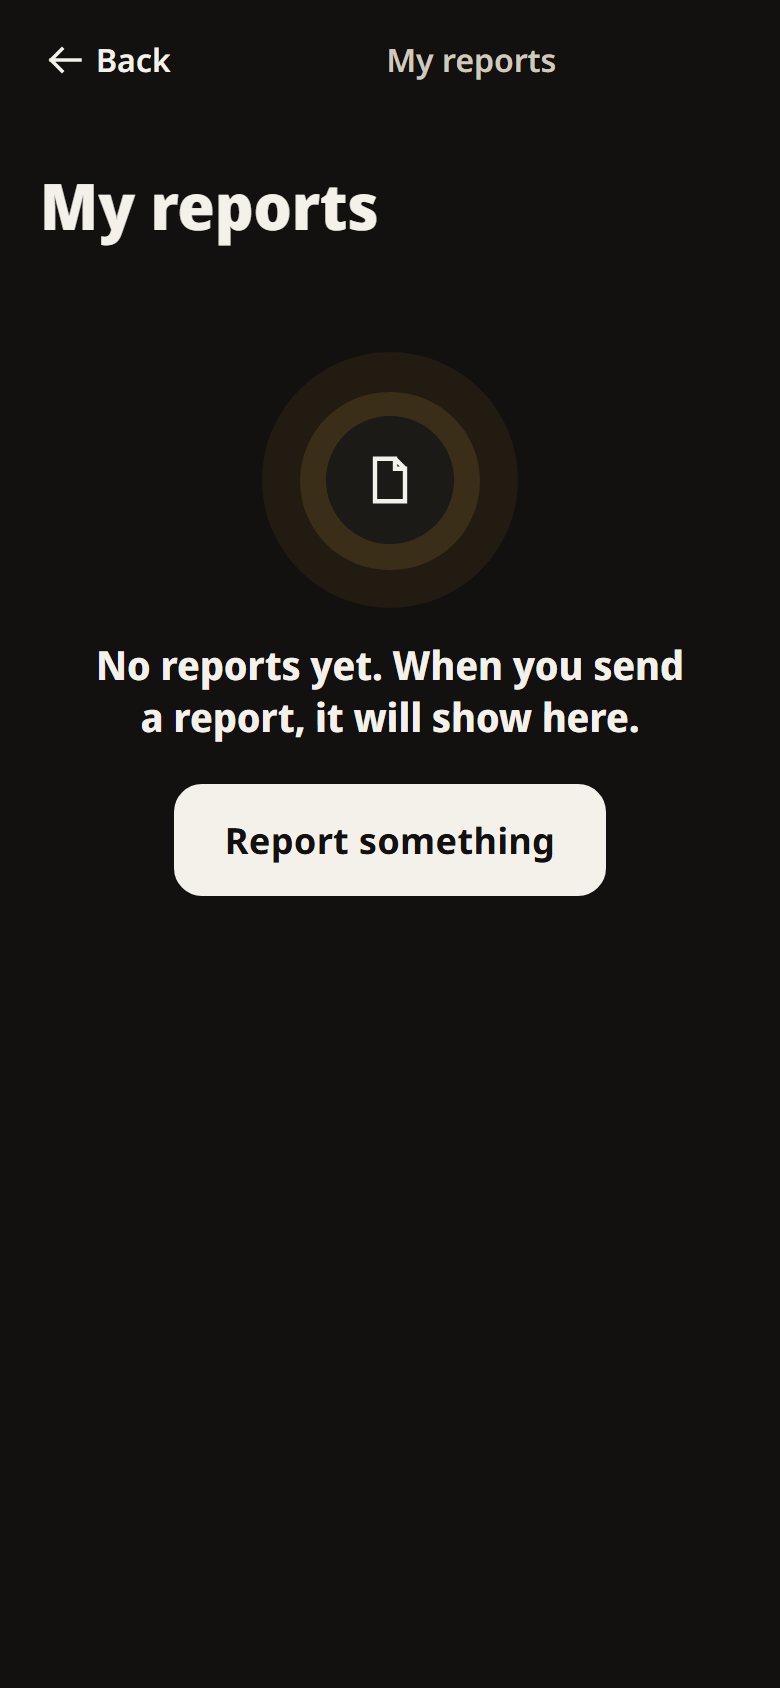 Back
My reports
My reports
No reports yet. When you send
a report, it will show here.
Report something